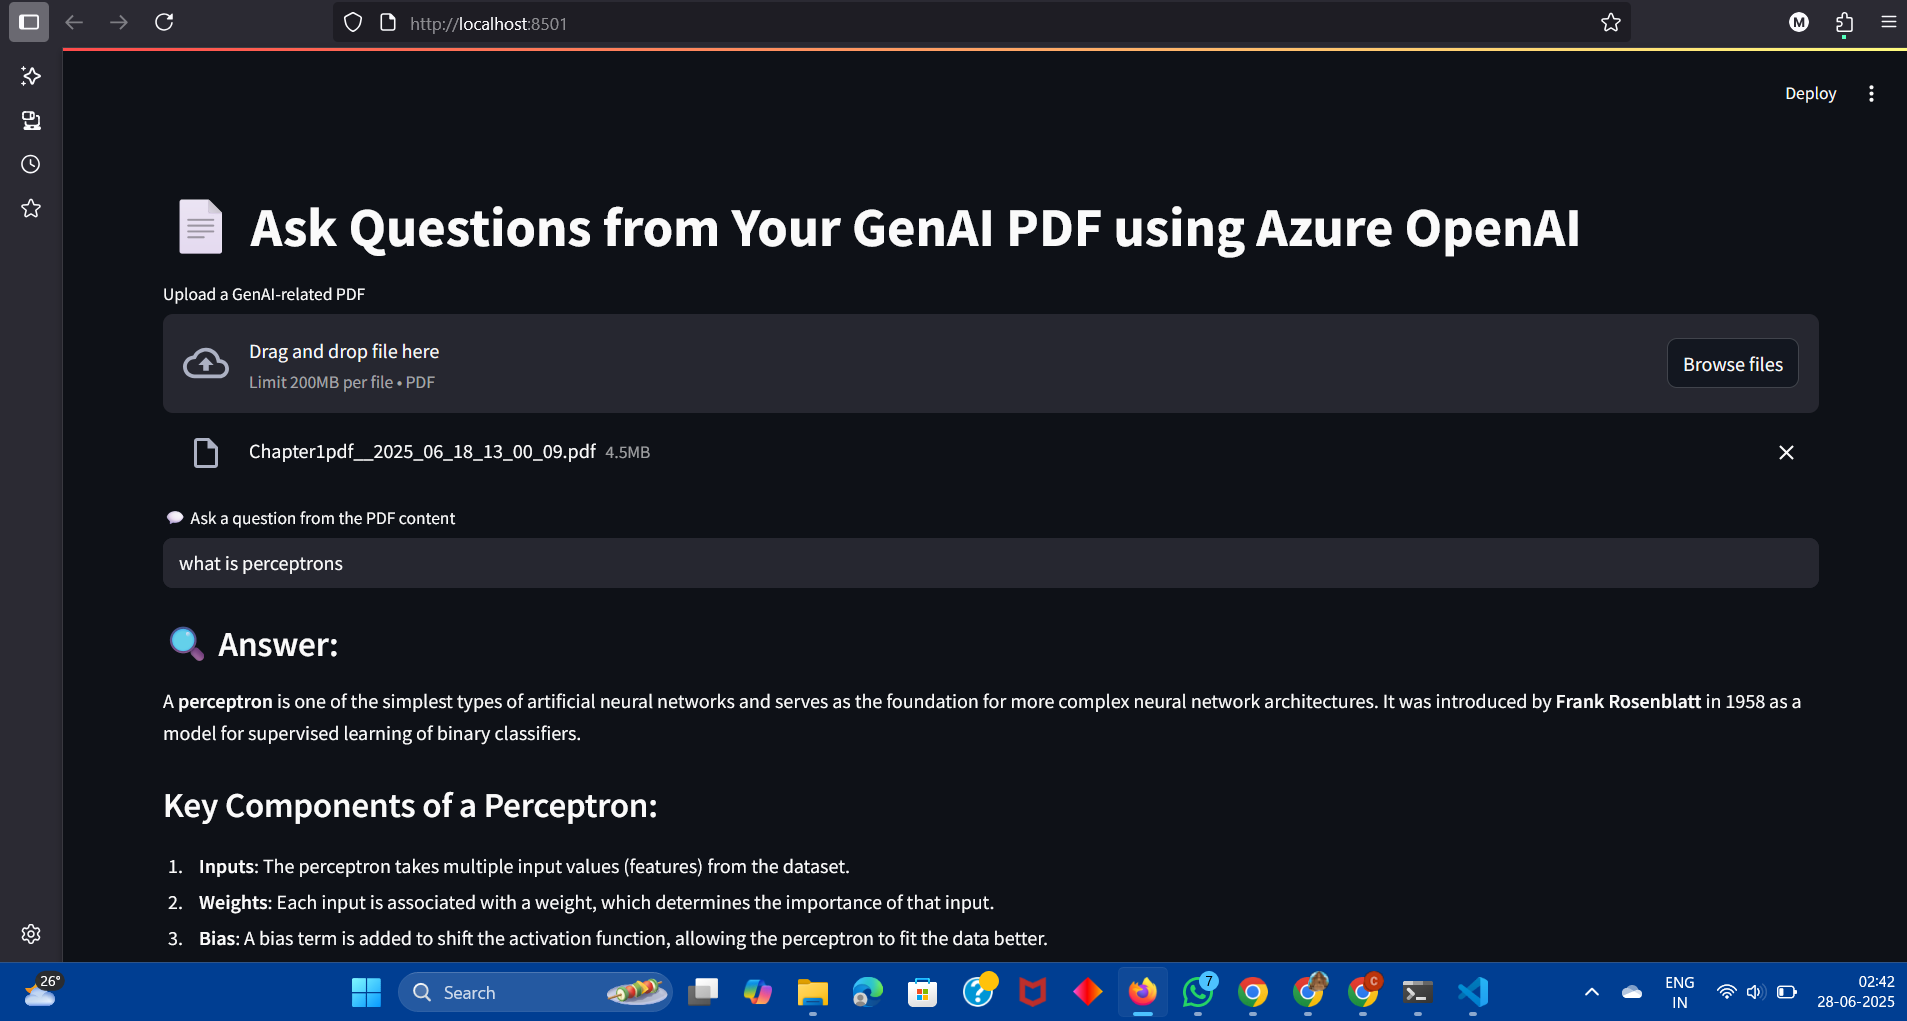 http://localhost:8501
M
Deploy
Ask Questions from Your GenAI PDF using Azure OpenAI
Upload a GenAI-related PDF
Drag and drop file here
Limit 200MB per file • PDF
Browse files
Chapter1pdf__2025_06_18_13_00_09.pdf 4.5MB
Ask a question from the PDF content
what is perceptrons
Answer:
A perceptron is one of the simplest types of artificial neural networks and serves as the foundation for more complex neural network architectures. It was introduced by Frank Rosenblatt in 1958 as a
model for supervised learning of binary classifiers.
Key Components of a Perceptron:
1. Inputs: The perceptron takes multiple input values (features) from the dataset.
2. Weights: Each input is associated with a weight, which determines the importance of that input.
3. Bias: A bias term is added to shift the activation function, allowing the perceptron to fit the data better.
26°
Search
7
C
ENG
IN
02:42
28-06-2025